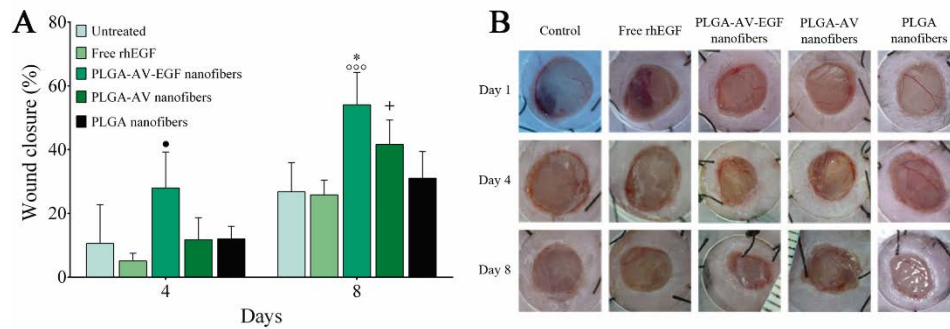 A
80
60
40
20
0
Wound closure (%)
Untreated
Free rhEGF
PLGA-AV-EGF nanofibers
PLGA-AV nanofibers
PLGA nanofibers
●
*
○○○
+
4
8
Days
B
Control
Free rhEGF
PLGA-AV-EGF
nanofibers
PLGA-AV
nanofibers
PLGA
nanofibers
Day 1
Day 4
Day 8